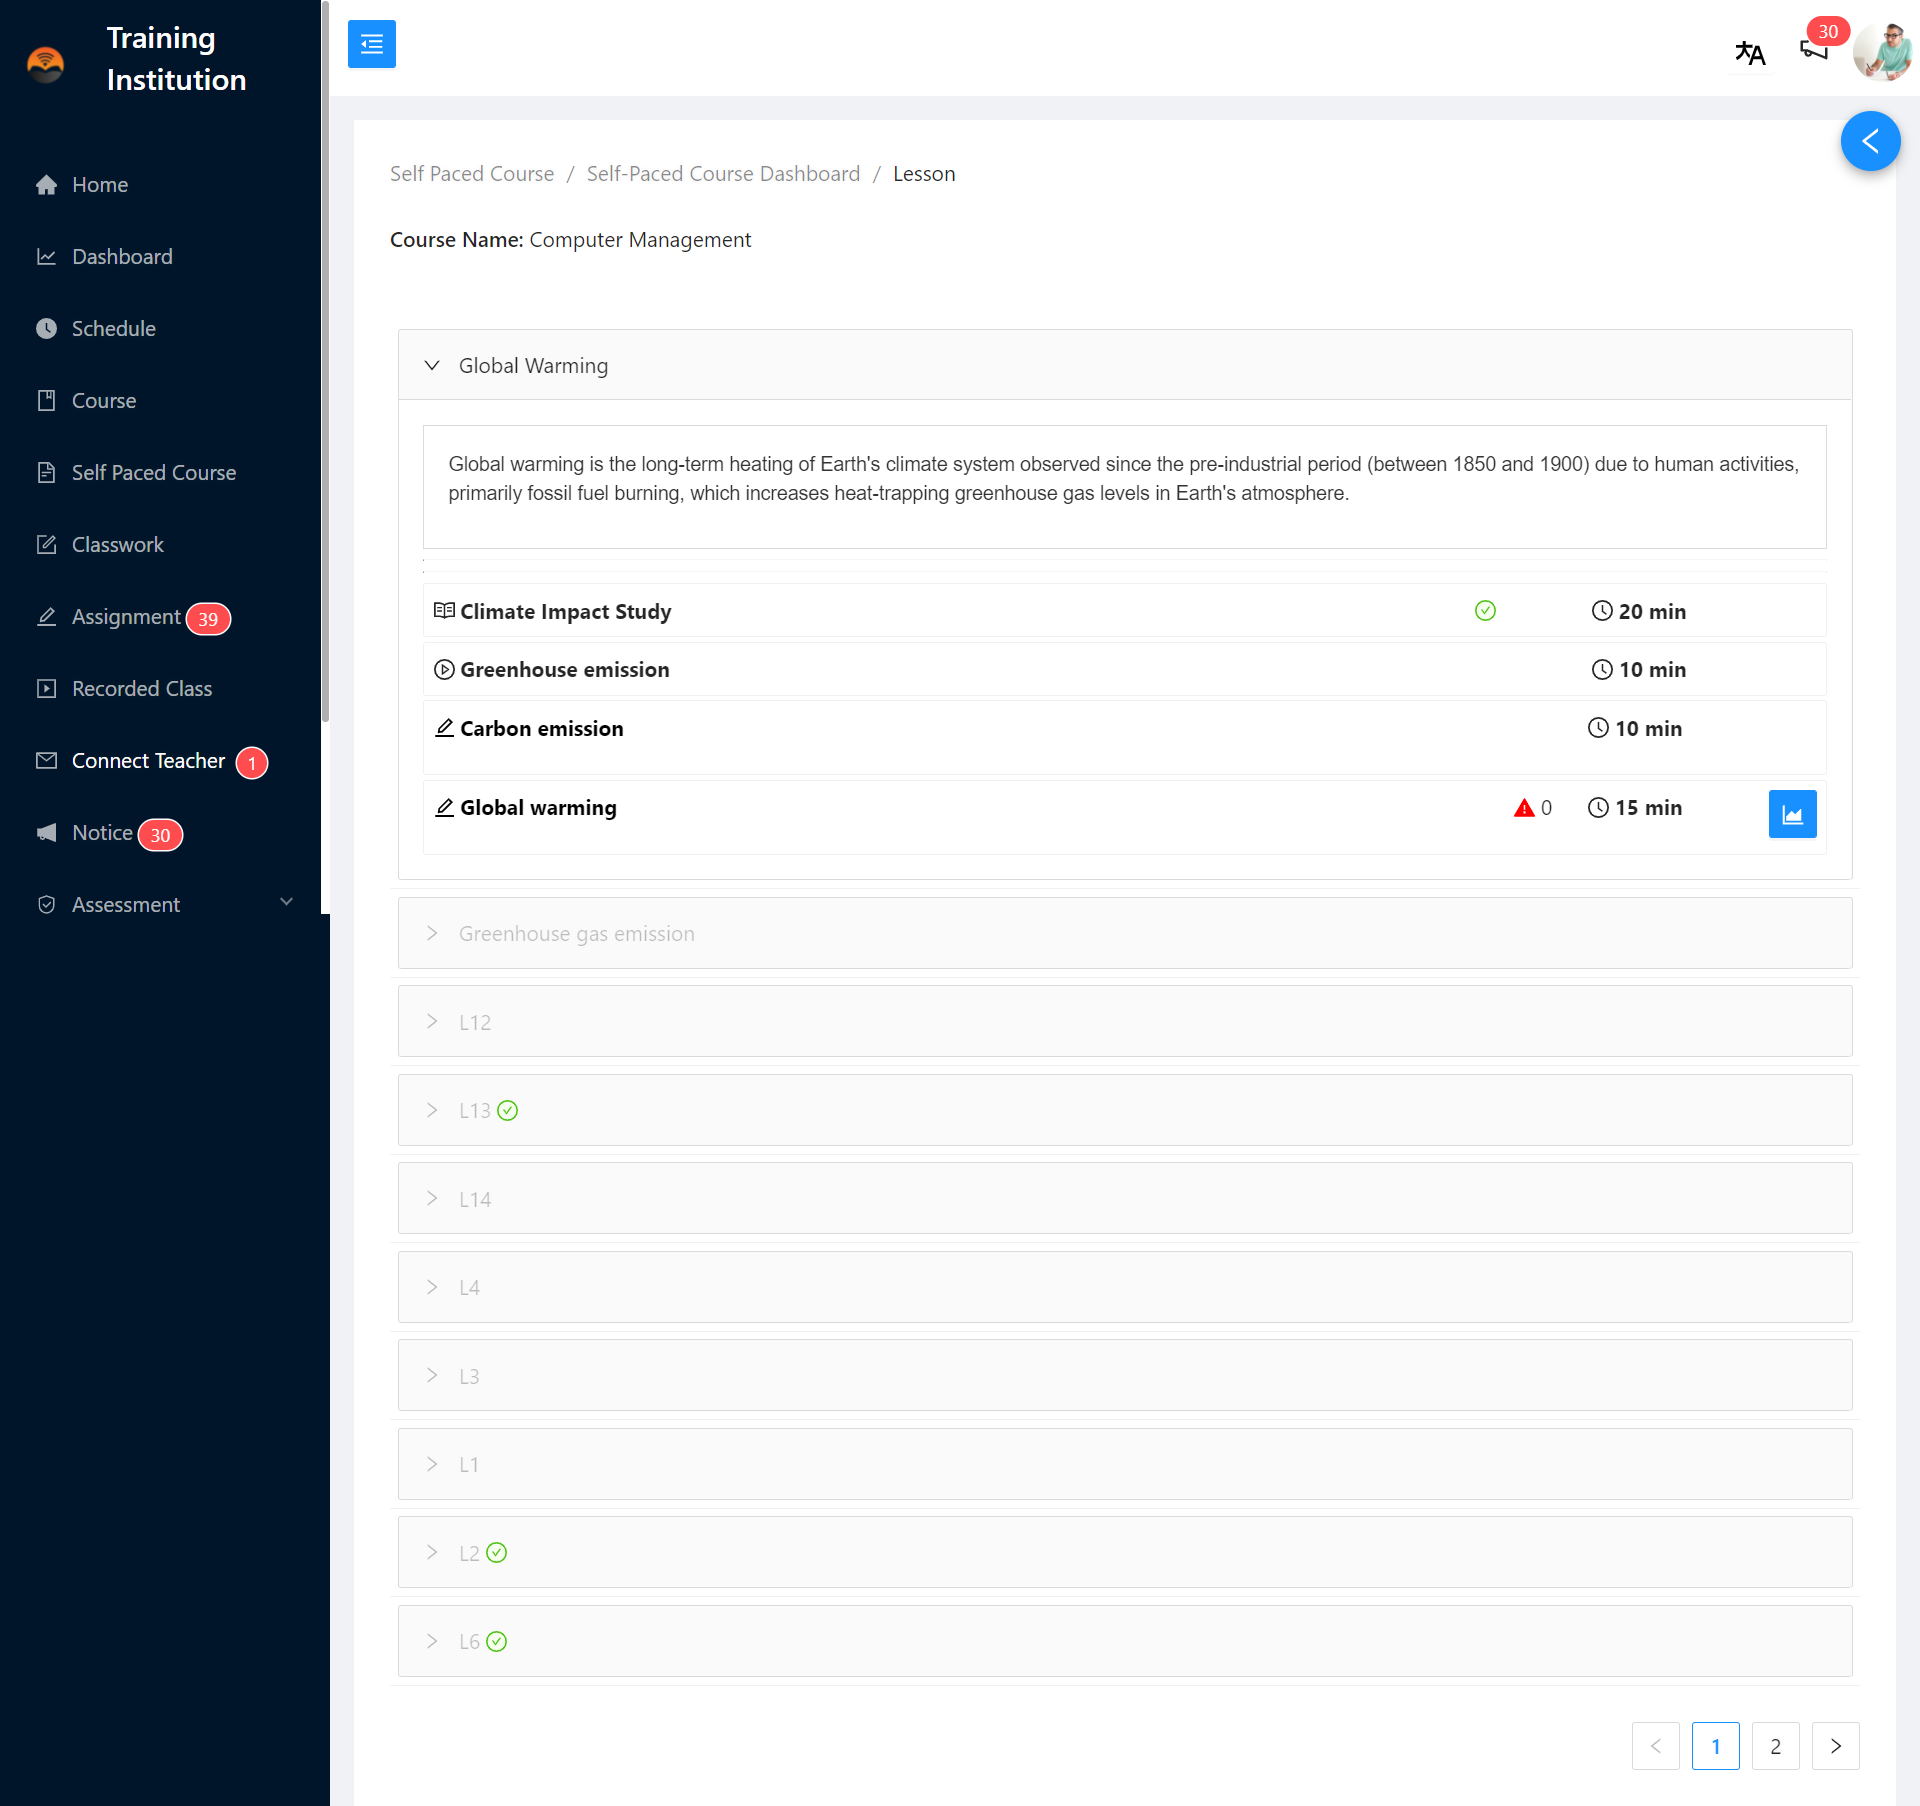 Training
Institution
30
Home
Dashboard
Schedule
Course
Self Paced Course
Classwork
Assignment 39
Recorded Class
Connect Teacher 1
Notice 30
Assessment
Self Paced Course / Self-Paced Course Dashboard / Lesson
Course Name: Computer Management
Global Warming
Global warming is the long-term heating of Earth's climate system observed since the pre-industrial period (between 1850 and 1900) due to human activities,
primarily fossil fuel burning, which increases heat-trapping greenhouse gas levels in Earth's atmosphere.
Climate Impact Study 20 min
Greenhouse emission 10 min
Carbon emission 10 min
Global warming 0 15 min
Greenhouse gas emission
L12
L13
L14
L4
L3
L1
L2
L6
< 1 2 >